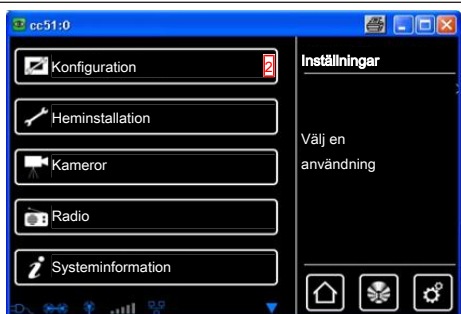 cc51:0
Konfiguration 2
Heminstallation
Kameror
Radio
Systeminformation
Inställningar
Välj en
användning